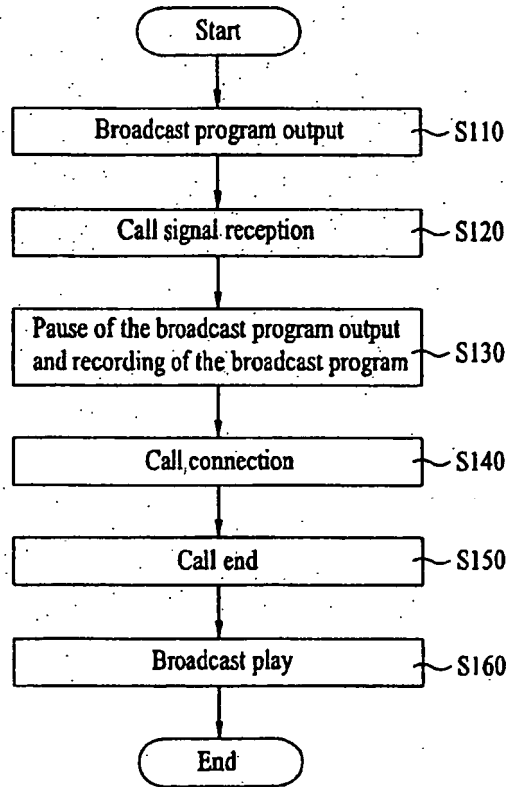 Start
Broadcast program output
S110
Call signal reception
S120
Pause of the broadcast program output
and recording of the broadcast program
S130
Call connection
S140
Call end
S150
Broadcast play
S160
End